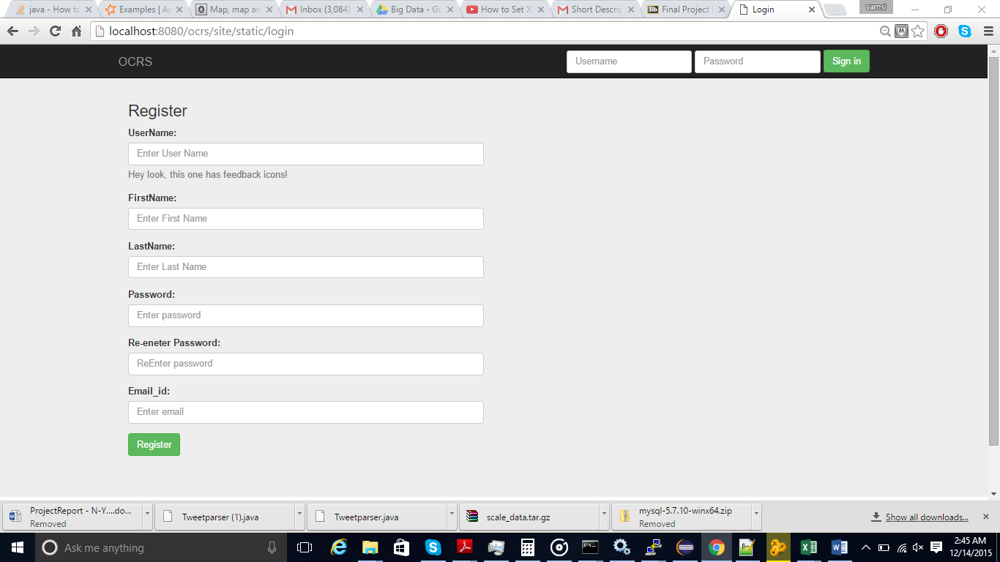 java - How to
Examples | Ap
Map, map an
Inbox (3,084)
Big Data - Go
How to Set X
Short Descrip
Final Project
Login
vamsi
localhost:8080/ocrs/site/static/login
OCRS
Username
Password
Sign in
Register
UserName:
Enter User Name
Hey look, this one has feedback icons!
FirstName:
Enter First Name
LastName:
Enter Last Name
Password:
Enter password
Re-eneter Password:
ReEnter password
Email_id:
Enter email
Register
ProjectReport - N-Y....do...
Removed
Tweetparser (1).java
Tweetparser.java
scale_data.tar.gz
mysql-5.7.10-winx64.zip
Removed
Show all downloads...
Ask me anything
2:45 AM
12/14/2015